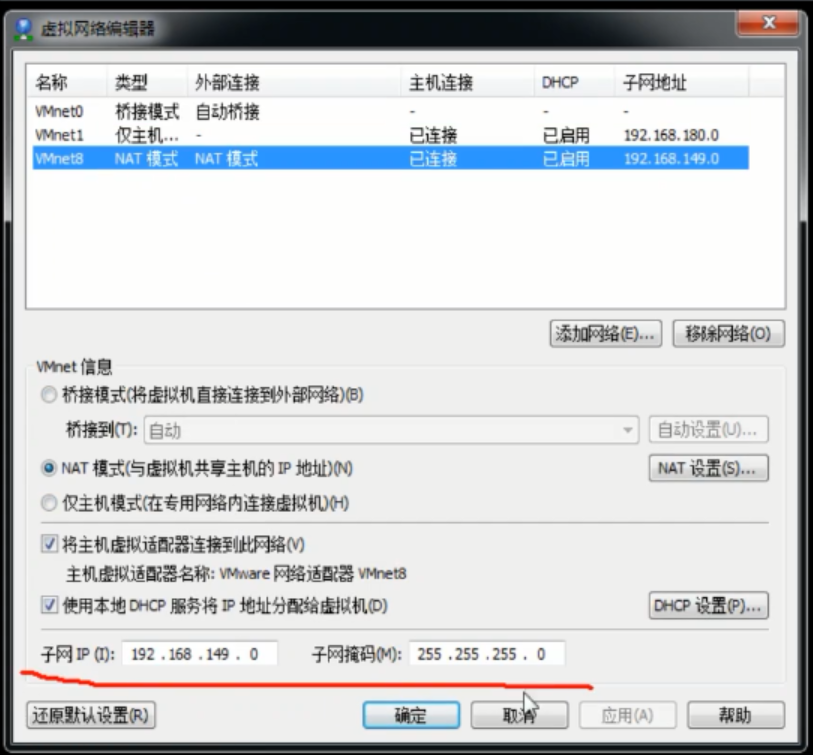 虚拟网络编辑器
名称 类型 外部连接 主机连接 DHCP 子网地址
VMnet0 桥接模式 自动桥接 - - -
VMnet1 仅主机... - 已连接 已启用 192.168.180.0
VMnet8 NAT 模式 NAT 模式 已连接 已启用 192.168.149.0
添加网络(E)... 移除网络(O)
VMnet 信息
桥接模式(将虚拟机直接连接到外部网络)(B)
桥接到(T): 自动 自动设置(U)...
NAT 模式(与虚拟机共享主机的 IP 地址)(N) NAT 设置(S)...
仅主机模式(在专用网络内连接虚拟机)(H)
将主机虚拟适配器连接到此网络(V)
主机虚拟适配器名称: VMware 网络适配器 VMnet8
使用本地 DHCP 服务将 IP 地址分配给虚拟机(D) DHCP 设置(P)...
子网 IP (I): 192 .168 .149 . 0 子网掩码(M): 255 .255 .255 . 0
还原默认设置(R) 确定 取消 应用(A) 帮助